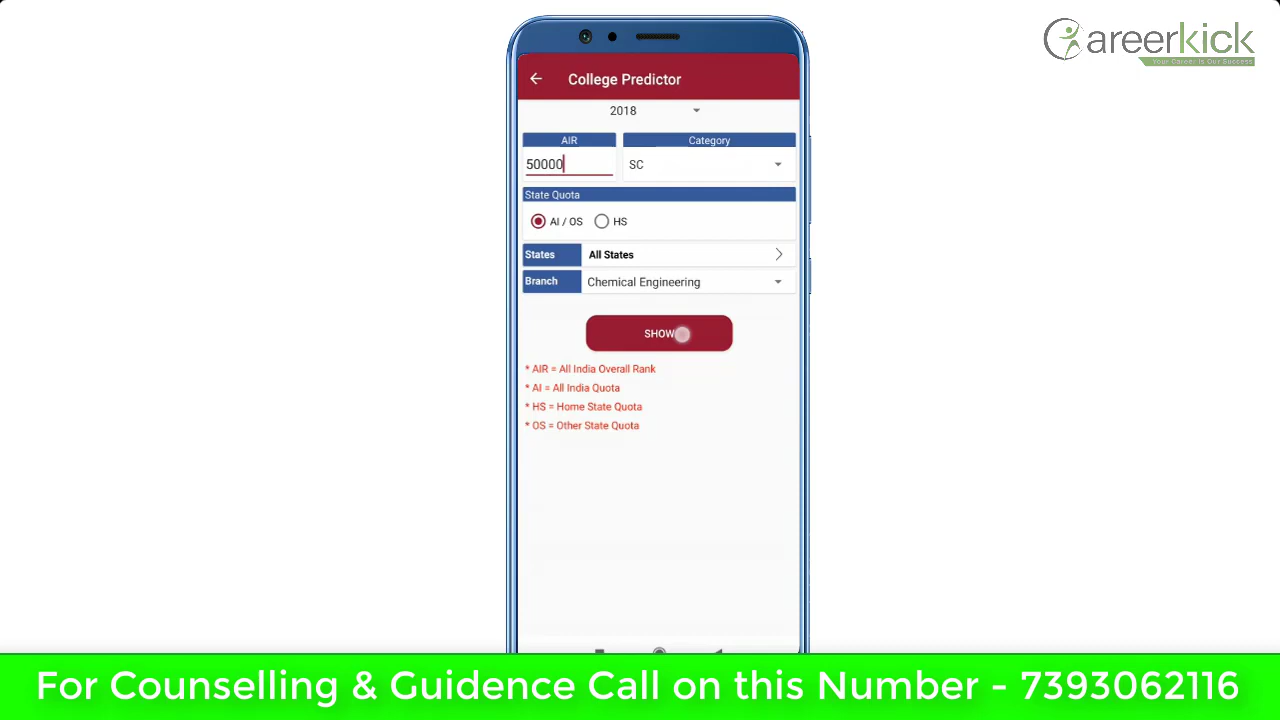 Careerkick
Your Career Is Our Success
College Predictor
2018
AIR
Category
50000
SC
State Quota
AI / OS
HS
States
All States
Branch
Chemical Engineering
SHOW
* AIR = All India Overall Rank
* AI = All India Quota
* HS = Home State Quota
* OS = Other State Quota
For Counselling & Guidence Call on this Number - 7393062116